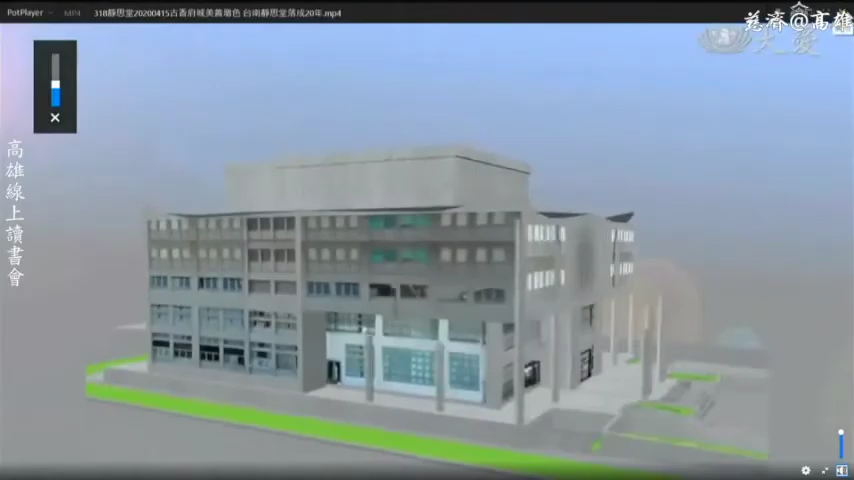 PotPlayer
MP4
318靜思堂20200415古香府城美善增色 台南靜思堂落成20年.mp4
慈濟@高雄
大愛
高雄線上讀書會